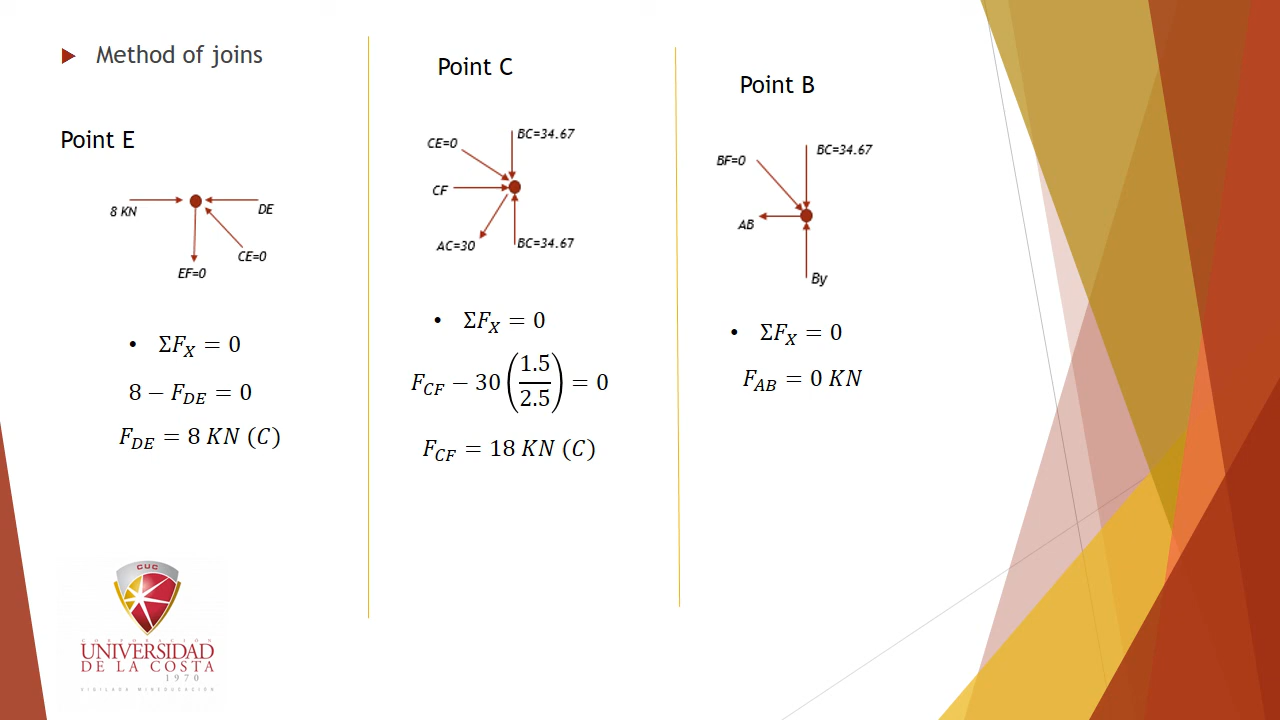 Method of joins
Point E
8 KN
DE
CE=0
EF=0
• ΣF_X = 0
8 − F_DE = 0
F_DE = 8 KN (C)
Point C
BC=34.67
CE=0
CF
AC=30
BC=34.67
• ΣF_X = 0
F_CF − 30 (1.5/2.5) = 0
F_CF = 18 KN (C)
Point B
BC=34.67
BF=0
AB
By
• ΣF_X = 0
F_AB = 0 KN
CUC
CORPORACIÓN
UNIVERSIDAD
DE LA COSTA
1970
VIGILADA MINEDUCACIÓN